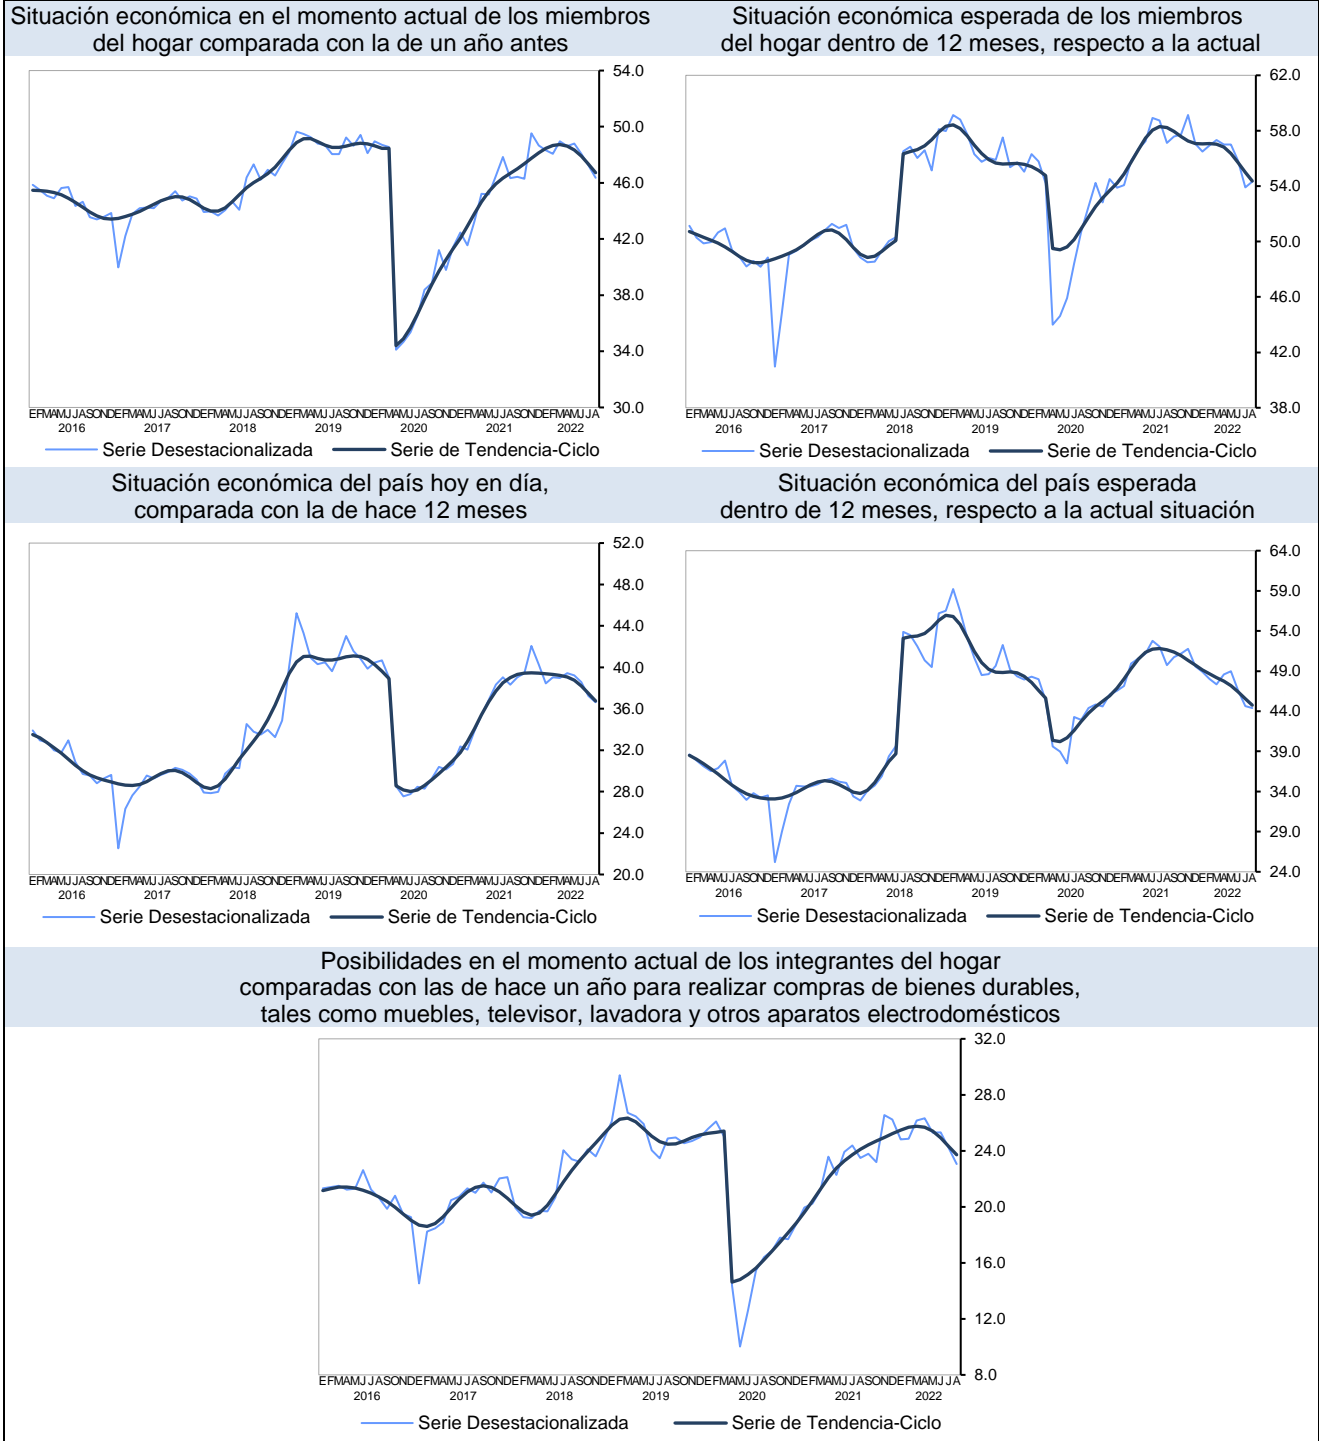 Situación económica en el momento actual de los miembros
del hogar comparada con la de un año antes
54.0
50.0
46.0
42.0
38.0
34.0
30.0
EFMAMJJASONDEFMAMJJASONDEFMAMJJASONDEFMAMJJASONDEFMAMJJASONDEFMAMJJASONDEFMAMJJA
2016 2017 2018 2019 2020 2021 2022
Serie Desestacionalizada Serie de Tendencia-Ciclo
Situación económica esperada de los miembros
del hogar dentro de 12 meses, respecto a la actual
62.0
58.0
54.0
50.0
46.0
42.0
38.0
EFMAMJJASONDEFMAMJJASONDEFMAMJJASONDEFMAMJJASONDEFMAMJJASONDEFMAMJJASONDEFMAMJJA
2016 2017 2018 2019 2020 2021 2022
Serie Desestacionalizada Serie de Tendencia-Ciclo
Situación económica del país hoy en día,
comparada con la de hace 12 meses
52.0
48.0
44.0
40.0
36.0
32.0
28.0
24.0
20.0
EFMAMJJASONDEFMAMJJASONDEFMAMJJASONDEFMAMJJASONDEFMAMJJASONDEFMAMJJASONDEFMAMJJA
2016 2017 2018 2019 2020 2021 2022
Serie Desestacionalizada Serie de Tendencia-Ciclo
Situación económica del país esperada
dentro de 12 meses, respecto a la actual situación
64.0
59.0
54.0
49.0
44.0
39.0
34.0
29.0
24.0
EFMAMJJASONDEFMAMJJASONDEFMAMJJASONDEFMAMJJASONDEFMAMJJASONDEFMAMJJASONDEFMAMJJA
2016 2017 2018 2019 2020 2021 2022
Serie Desestacionalizada Serie de Tendencia-Ciclo
Posibilidades en el momento actual de los integrantes del hogar
comparadas con las de hace un año para realizar compras de bienes durables,
tales como muebles, televisor, lavadora y otros aparatos electrodomésticos
32.0
28.0
24.0
20.0
16.0
12.0
8.0
EFMAMJJASONDEFMAMJJASONDEFMAMJJASONDEFMAMJJASONDEFMAMJJASONDEFMAMJJASONDEFMAMJJA
2016 2017 2018 2019 2020 2021 2022
Serie Desestacionalizada Serie de Tendencia-Ciclo